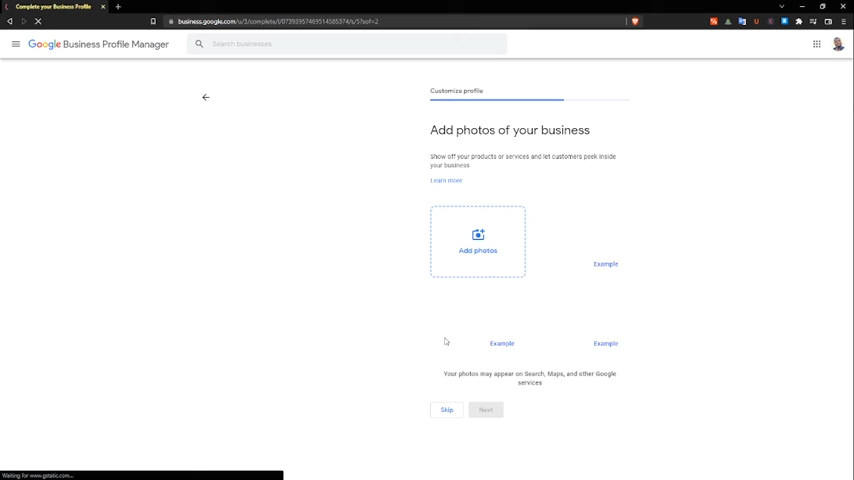 Complete your Business Profile
business.google.com/u/3/complete/l/07393957469514585374/s/5?sof=2
Google Business Profile Manager
Search businesses
Customize profile
Add photos of your business
Show off your products or services and let customers peek inside
your business
Learn more
Add photos
Example
Example
Example
Your photos may appear on Search, Maps, and other Google
services
Skip
Next
Waiting for www.gstatic.com...